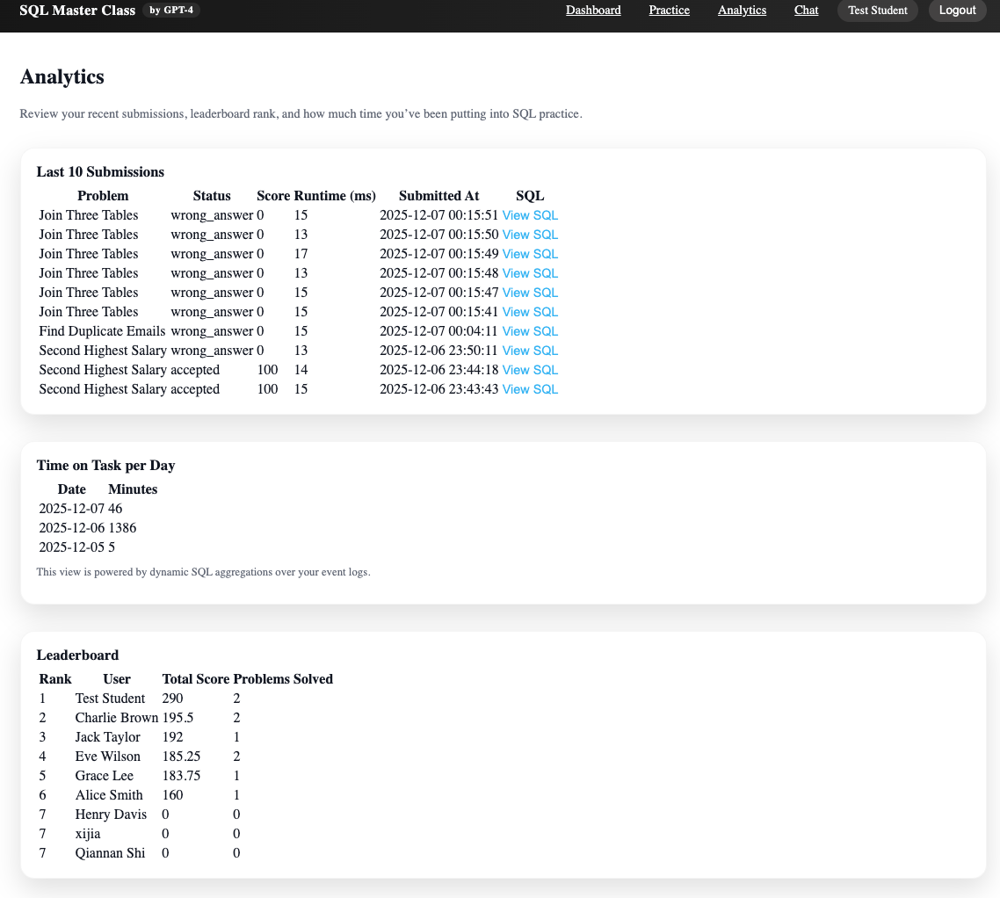 SQL Master Class by GPT-4 Dashboard Practice Analytics Chat Test Student Logout
Analytics
Review your recent submissions, leaderboard rank, and how much time you’ve been putting into SQL practice.
Last 10 Submissions
Problem Status Score Runtime (ms) Submitted At SQL
Join Three Tables wrong_answer 0 15 2025-12-07 00:15:51 View SQL
Join Three Tables wrong_answer 0 13 2025-12-07 00:15:50 View SQL
Join Three Tables wrong_answer 0 17 2025-12-07 00:15:49 View SQL
Join Three Tables wrong_answer 0 13 2025-12-07 00:15:48 View SQL
Join Three Tables wrong_answer 0 15 2025-12-07 00:15:47 View SQL
Join Three Tables wrong_answer 0 15 2025-12-07 00:15:41 View SQL
Find Duplicate Emails wrong_answer 0 15 2025-12-07 00:04:11 View SQL
Second Highest Salary wrong_answer 0 13 2025-12-06 23:50:11 View SQL
Second Highest Salary accepted 100 14 2025-12-06 23:44:18 View SQL
Second Highest Salary accepted 100 15 2025-12-06 23:43:43 View SQL
Time on Task per Day
Date Minutes
2025-12-07 46
2025-12-06 1386
2025-12-05 5
This view is powered by dynamic SQL aggregations over your event logs.
Leaderboard
Rank User Total Score Problems Solved
1 Test Student 290 2
2 Charlie Brown 195.5 2
3 Jack Taylor 192 1
4 Eve Wilson 185.25 2
5 Grace Lee 183.75 1
6 Alice Smith 160 1
7 Henry Davis 0 0
7 xijia 0 0
7 Qiannan Shi 0 0